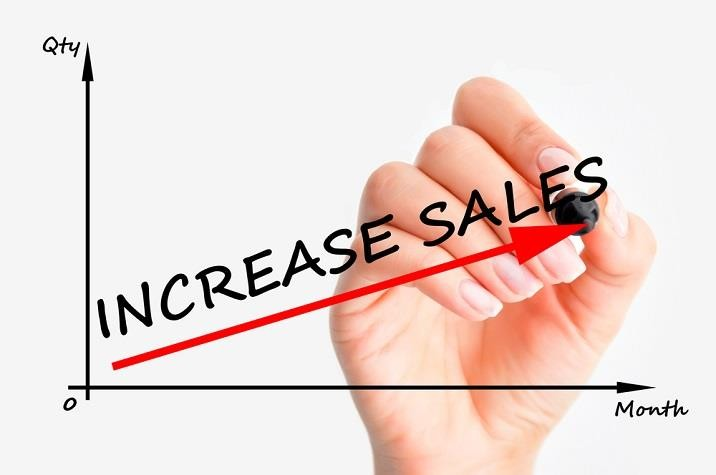 Qty
INCREASE SALES
0
Month